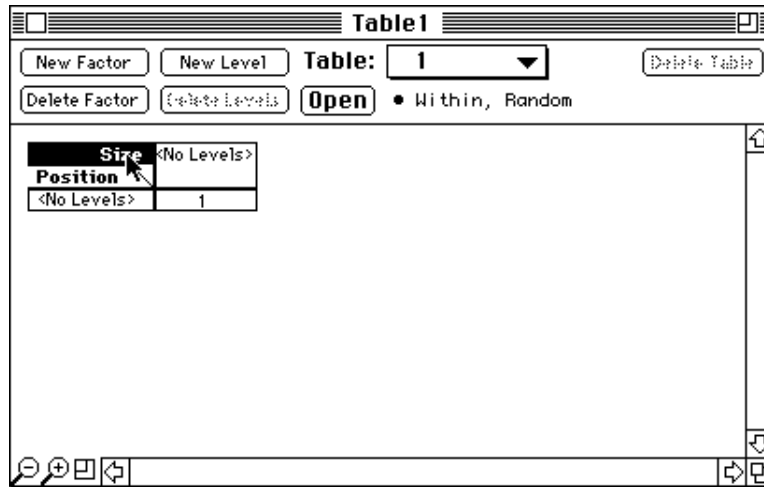 Table1
New Factor New Level Table: 1 Delete Table
Delete Factor Delete Levels Open • Within, Random
Size <No Levels>
Position
<No Levels> 1